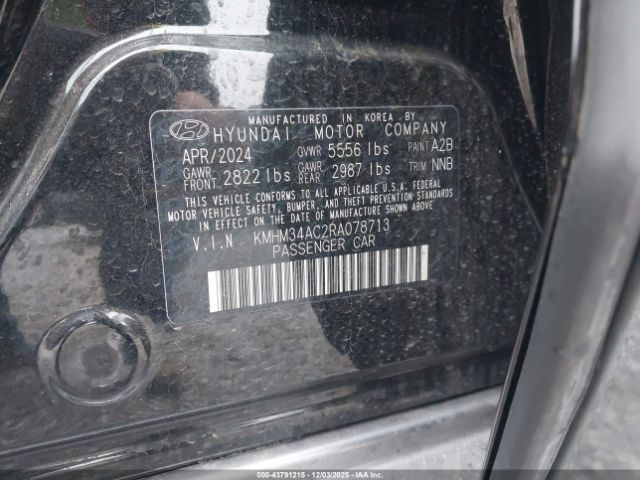 MANUFACTURED IN KOREA BY
HYUNDAI MOTOR COMPANY
APR/2024 GVWR 5556 lbs PAINT A2B
GAWR FRONT 2822 lbs GAWR REAR 2987 lbs TRIM NNB
THIS VEHICLE CONFORMS TO ALL APPLICABLE U.S.A. FEDERAL
MOTOR VEHICLE SAFETY, BUMPER, AND THEFT PREVENTION
STANDARDS IN EFFECT ON THE DATE OF MANUFACTURE SHOWN ABOVE.
V.I.N KMHM34AC2RA078713
PASSENGER CAR
000-43791215 - 12/03/2025 - IAAI.COM